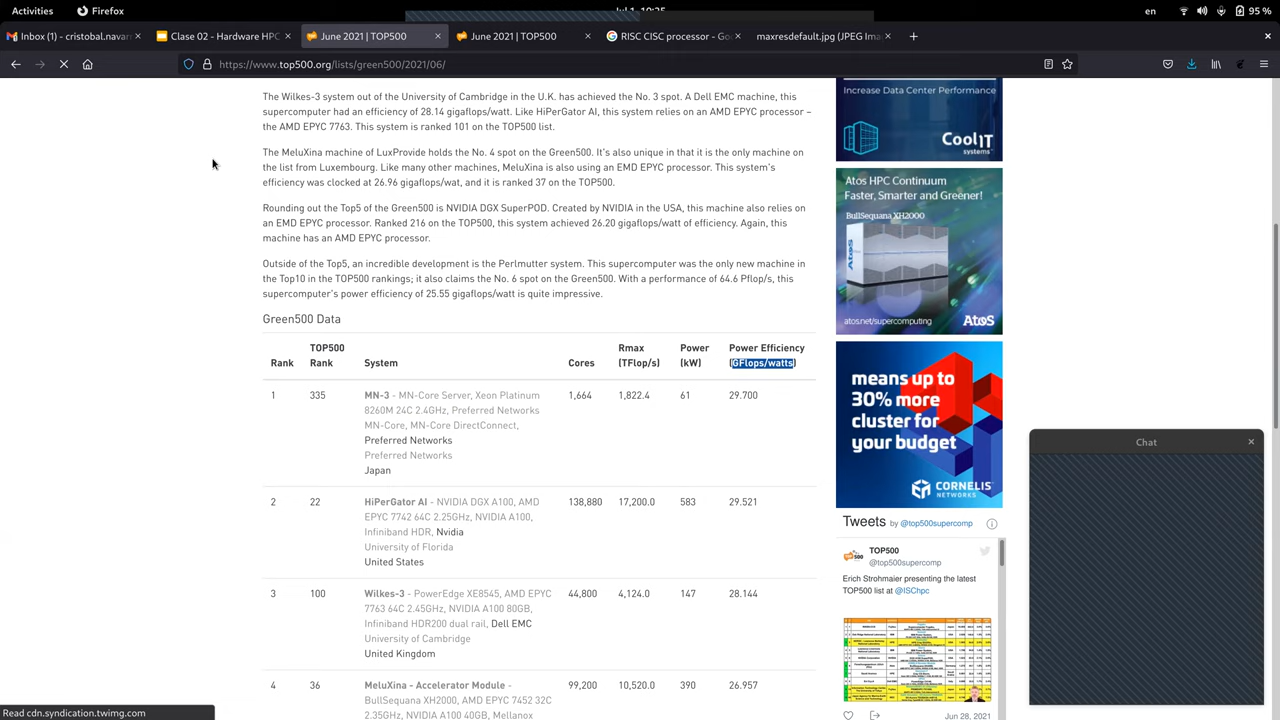 Activities
Firefox
Jul 1, 10:25
en
95 %
Inbox (1) - cristobal.navar
Clase 02 - Hardware HPC
June 2021 | TOP500
June 2021 | TOP500
RISC CISC processor - Go
maxresdefault.jpg (JPEG Ima
https://www.top500.org/lists/green500/2021/06/
The Wilkes-3 system out of the University of Cambridge in the U.K. has achieved the No. 3 spot. A Dell EMC machine, this
supercomputer had an efficiency of 28.14 gigaflops/watt. Like HiPerGator AI, this system relies on an AMD EPYC processor –
the AMD EPYC 7763. This system is ranked 101 on the TOP500 list.
The MeluXina machine of LuxProvide holds the No. 4 spot on the Green500. It's also unique in that it is the only machine on
the list from Luxembourg. Like many other machines, MeluXina is also using an EMD EPYC processor. This system's
efficiency was clocked at 26.96 gigaflops/wat, and it is ranked 37 on the TOP500.
Rounding out the Top5 of the Green500 is NVIDIA DGX SuperPOD. Created by NVIDIA in the USA, this machine also relies on
an EMD EPYC processor. Ranked 216 on the TOP500, this system achieved 26.20 gigaflops/watt of efficiency. Again, this
machine has an AMD EPYC processor.
Outside of the Top5, an incredible development is the Perlmutter system. This supercomputer was the only new machine in
the Top10 in the TOP500 rankings; it also claims the No. 6 spot on the Green500. With a performance of 64.6 Pflop/s, this
supercomputer's power efficiency of 25.55 gigaflops/watt is quite impressive.
Green500 Data
Rank
TOP500
Rank
System
Cores
Rmax
(TFlop/s)
Power
(kW)
Power Efficiency
(GFlops/watts)
1
335
MN-3 - MN-Core Server, Xeon Platinum
8260M 24C 2.4GHz, Preferred Networks
MN-Core, MN-Core DirectConnect,
Preferred Networks
Preferred Networks
Japan
1,664
1,822.4
61
29.700
2
22
HiPerGator AI - NVIDIA DGX A100, AMD
EPYC 7742 64C 2.25GHz, NVIDIA A100,
Infiniband HDR, Nvidia
University of Florida
United States
138,880
17,200.0
583
29.521
3
100
Wilkes-3 - PowerEdge XE8545, AMD EPYC
7763 64C 2.45GHz, NVIDIA A100 80GB,
Infiniband HDR200 dual rail, Dell EMC
University of Cambridge
United Kingdom
44,800
4,124.0
147
28.144
36
MeluXina - Accelerator Module -
BullSequana XH2000, AMD EPYC 7452 32C
2.35GHz, NVIDIA A100 40GB, Mellanox
390
26.957
Read cdn.syndication.twimg.com
Increase Data Center Performance
CoolIT
systems
Atos HPC Continuum
Faster, Smarter and Greener!
BullSequana XH2000
Atos
atos.net/supercomputing
Atos
means up to
30% more
cluster for
your budget
CORNELIS
NETWORKS
Tweets by @top500supercomp
TOP500
@top500supercomp
Erich Strohmaier presenting the latest
TOP500 list at @ISChpc
Jun 28, 2021
Chat